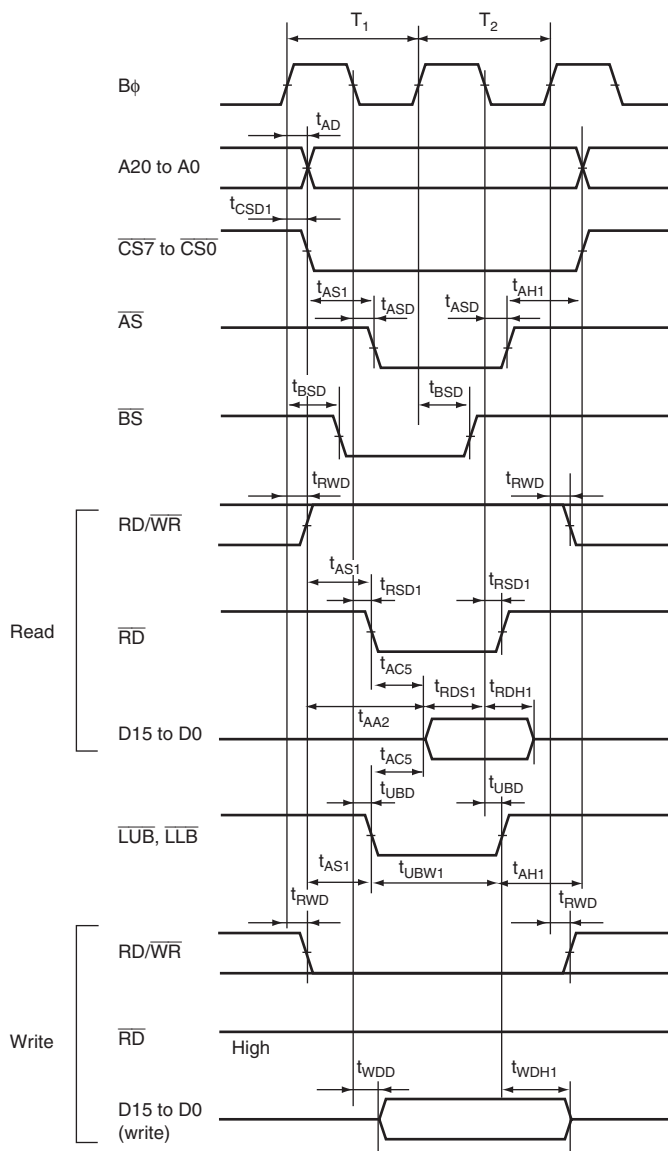 T1 T2
Bφ
tAD
A20 to A0
tCSD1
CS7 to CS0
tAS1 tASD tASD tAH1
AS
tBSD tBSD
BS
tRWD tRWD
RD/WR
tAS1
tRSD1 tRSD1
Read
RD
tAC5 tRDS1 tRDH1
tAA2
D15 to D0
tAC5
tUBD tUBD
LUB, LLB
tAS1 tUBW1 tAH1
tRWD tRWD
RD/WR
Write
RD
High
tWDD tWDH1
D15 to D0
(write)